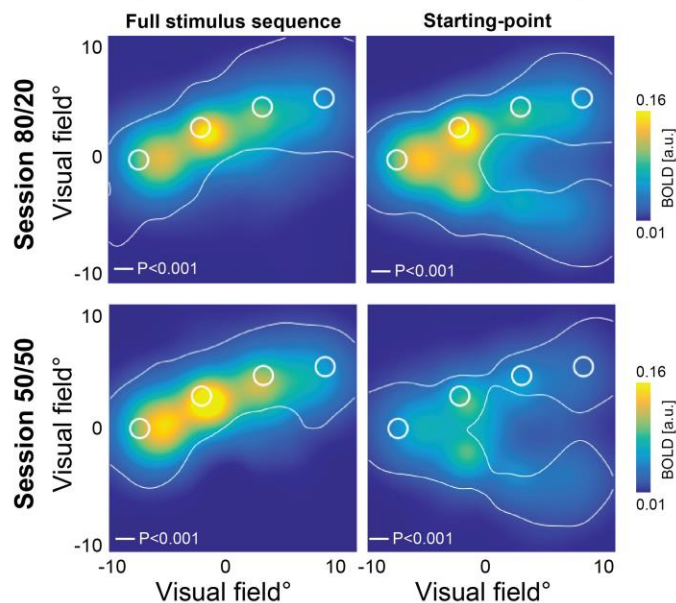 Full stimulus sequence
Starting-point
Session 80/20
Visual field°
10
0
-10
P<0.001
P<0.001
0.16
BOLD [a.u.]
0.01
Session 50/50
Visual field°
10
0
-10
P<0.001
P<0.001
0.16
BOLD [a.u.]
0.01
-10 0 10
-10 0 10
Visual field°
Visual field°